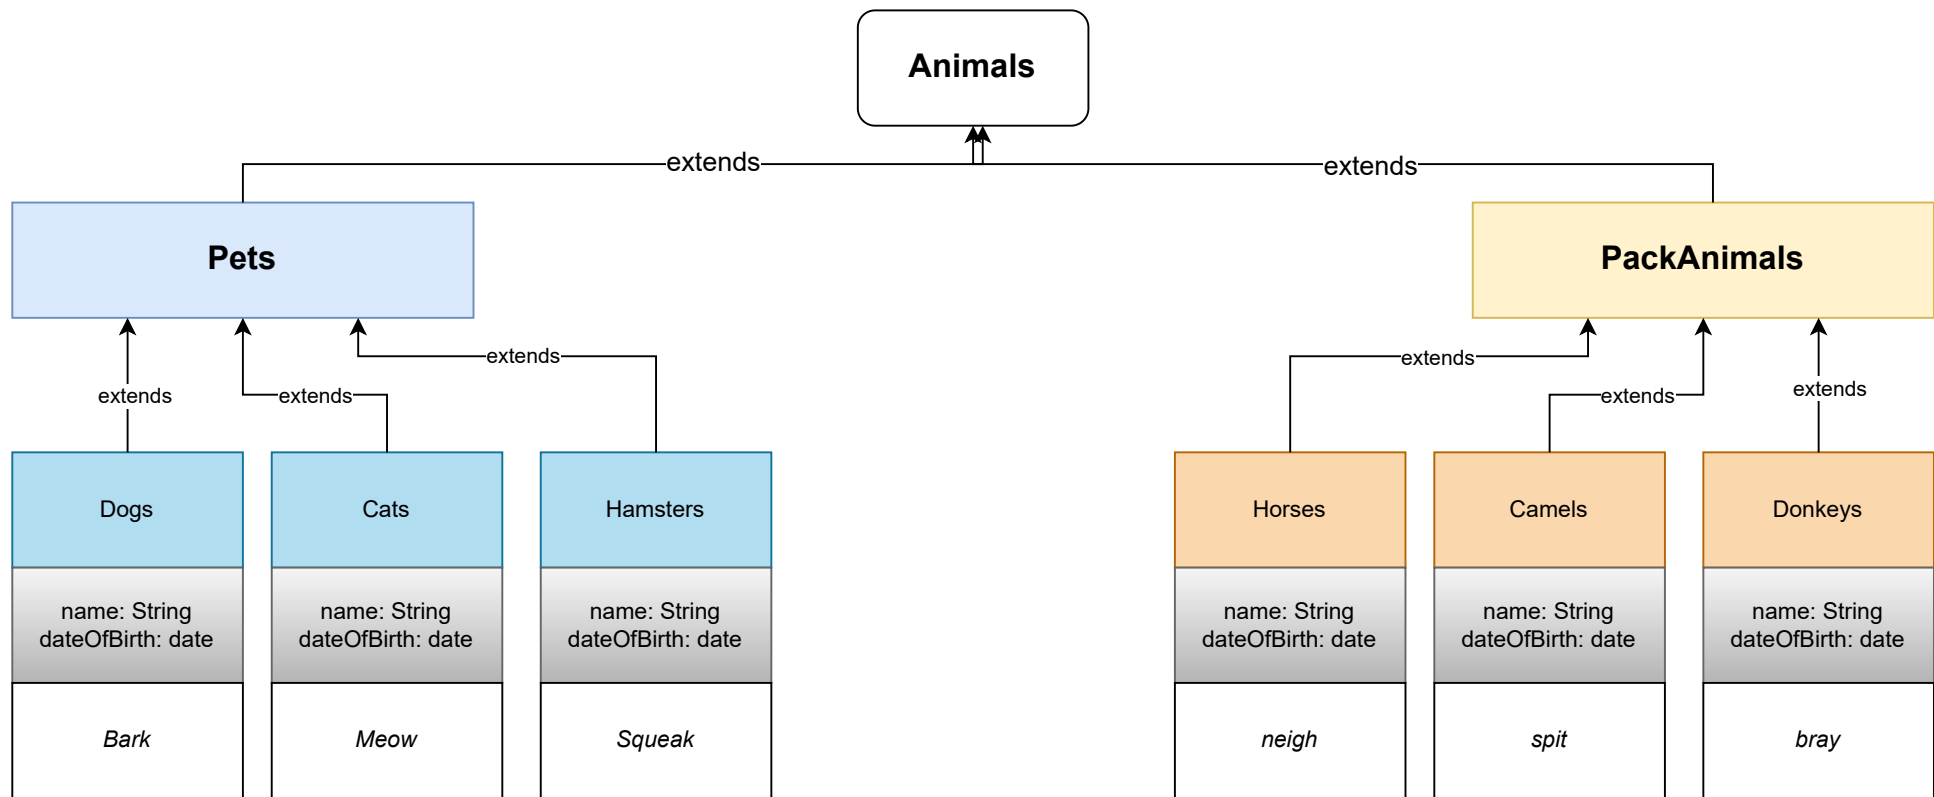 Animals
extends
extends
Pets
PackAnimals
extends
extends
extends
extends
extends
extends
Dogs
Cats
Hamsters
Horses
Camels
Donkeys
name: String
dateOfBirth: date
name: String
dateOfBirth: date
name: String
dateOfBirth: date
name: String
dateOfBirth: date
name: String
dateOfBirth: date
name: String
dateOfBirth: date
Bark
Meow
Squeak
neigh
spit
bray